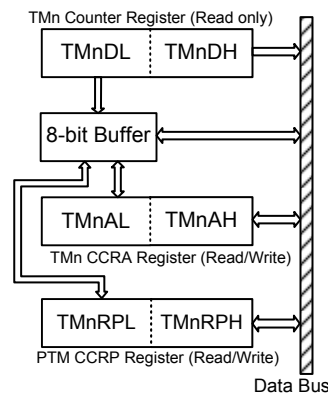 TMn Counter Register (Read only)
TMnDL TMnDH
8-bit Buffer
TMnAL TMnAH
TMn CCRA Register (Read/Write)
TMnRPL TMnRPH
PTM CCRP Register (Read/Write)
Data Bus